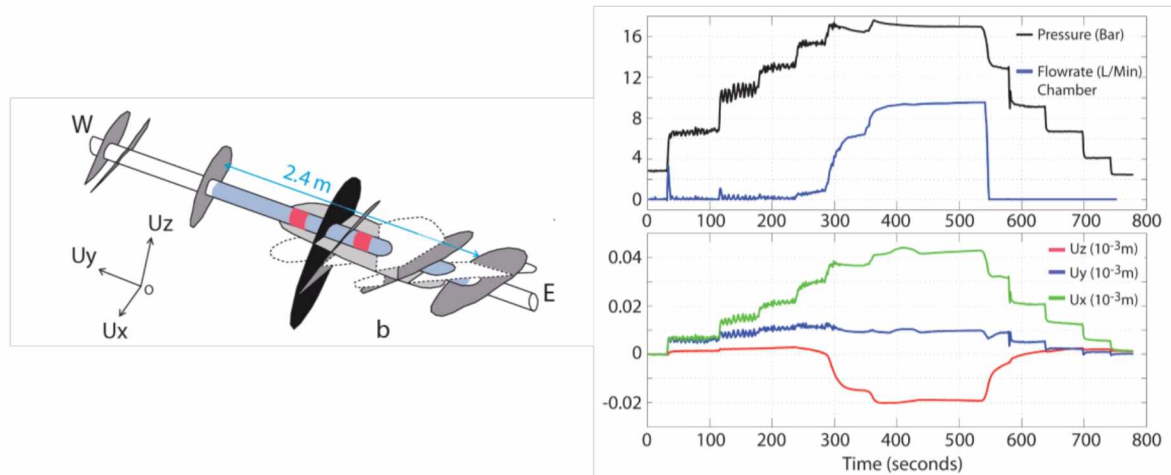 W
2.4 m
Uz
Uy
o
Ux
E
b
16
12
8
4
0
Pressure (Bar)
Flowrate (L/Min)
Chamber
0 100 200 300 400 500 600 700 800
0.04
0.02
0
-0.02
Uz (10-3m)
Uy (10-3m)
Ux (10-3m)
0 100 200 300 400 500 600 700 800
Time (seconds)